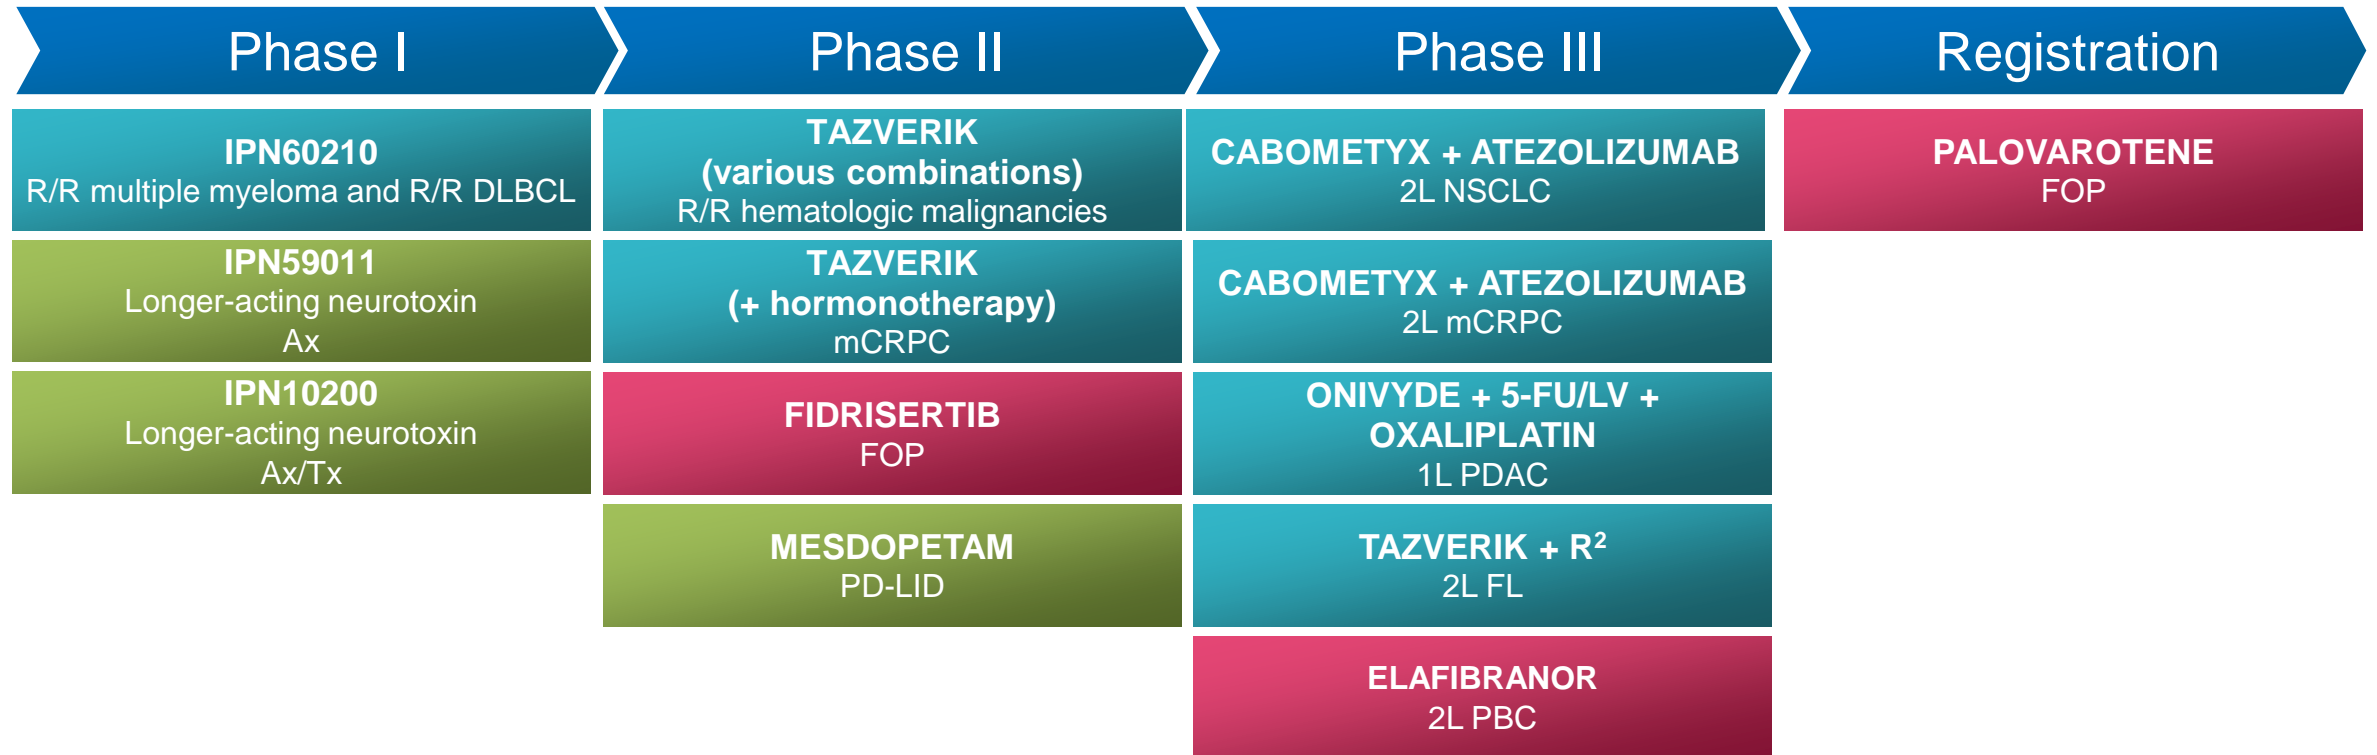 Phase I
Phase II
Phase III
Registration
IPN60210
R/R multiple myeloma and R/R DLBCL
IPN59011
Longer-acting neurotoxin
Ax
IPN10200
Longer-acting neurotoxin
Ax/Tx
TAZVERIK
(various combinations)
R/R hematologic malignancies
TAZVERIK
(+ hormonotherapy)
mCRPC
FIDRISERTIB
FOP
MESDOPETAM
PD-LID
CABOMETYX + ATEZOLIZUMAB
2L NSCLC
CABOMETYX + ATEZOLIZUMAB
2L mCRPC
ONIVYDE + 5-FU/LV +
OXALIPLATIN
1L PDAC
TAZVERIK + R²
2L FL
ELAFIBRANOR
2L PBC
PALOVAROTENE
FOP